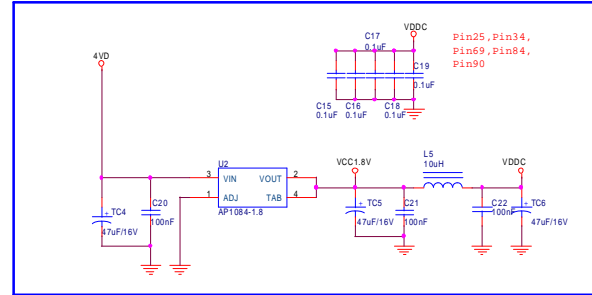 C17
0.1uF
VDDC
Pin25,Pin34,
Pin69,Pin84,
Pin90
4VD
C19
0.1uF
C15
0.1uF
C16
0.1uF
C18
0.1uF
U2
3
VIN
VOUT
2
1
ADJ
TAB
4
AP1084-1.8
VCC1.8V
L5
10uH
VDDC
+
TC4
47uF/16V
C20
100nF
+
TC5
47uF/16V
C21
100nF
C22
100nF
+
TC6
47uF/16V